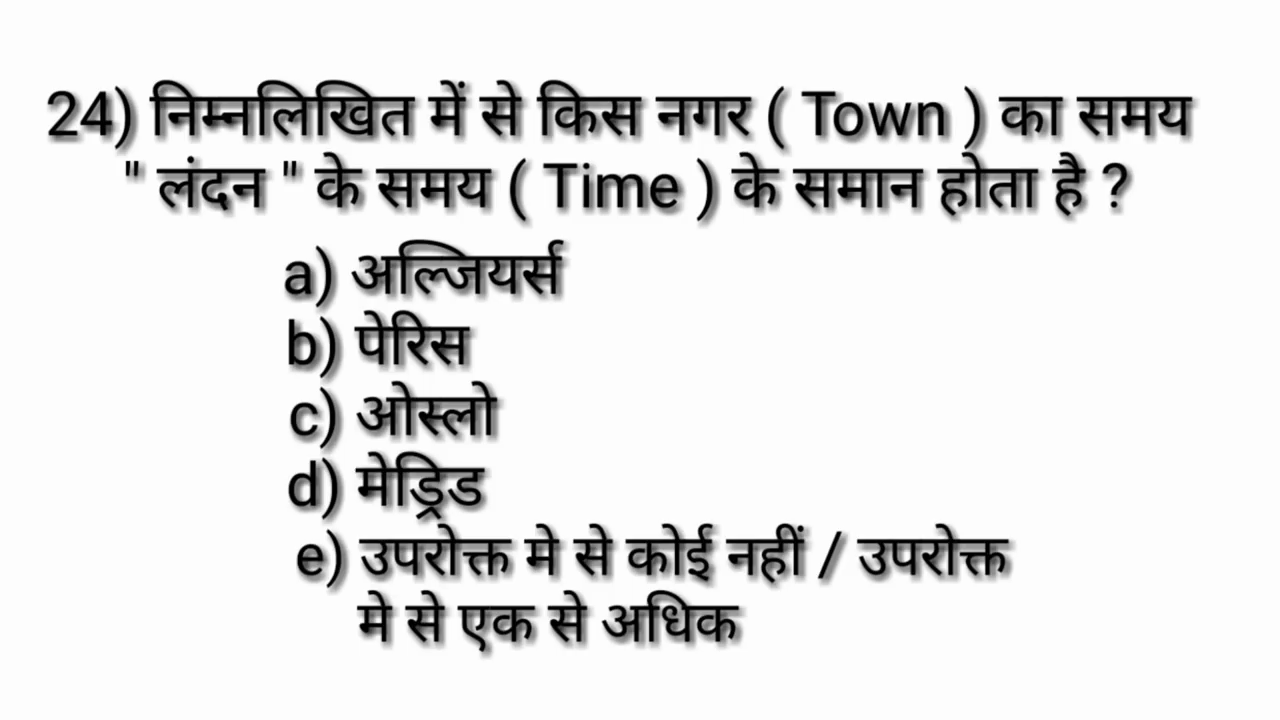 24) निम्नलिखित में से किस नगर ( Town ) का समय
" लंदन " के समय ( Time ) के समान होता है ?
a) अल्जियर्स
b) पेरिस
c) ओस्लो
d) मेड्रिड
e) उपरोक्त मे से कोई नहीं / उपरोक्त
मे से एक से अधिक